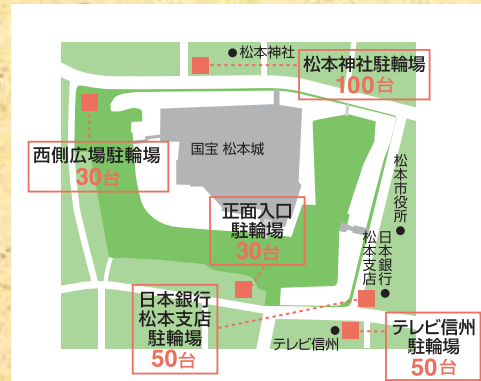 松本神社
松本神社駐輪場
100台
西側広場駐輪場
30台
国宝 松本城
正面入口
駐輪場
30台
松本市役所
日本銀行
松本支店
日本銀行
松本支店
駐輪場
50台
テレビ信州
テレビ信州
駐輪場
50台